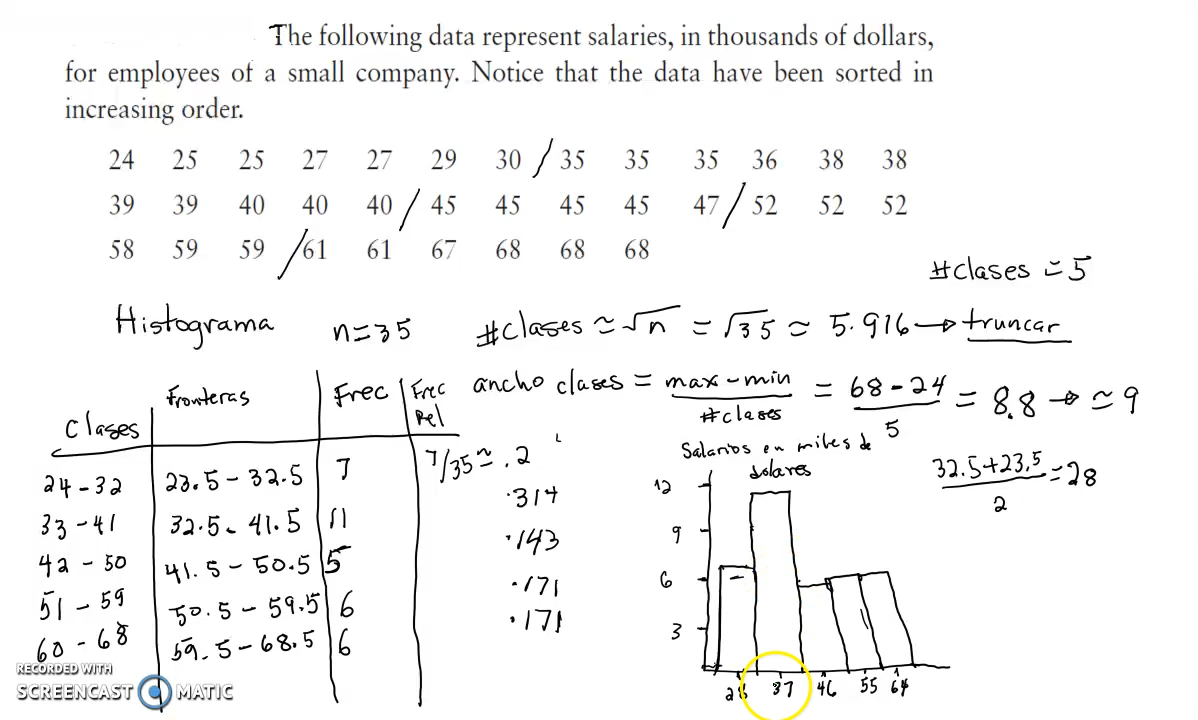 The following data represent salaries, in thousands of dollars,
for employees of a small company. Notice that the data have been sorted in
increasing order.
24 25 25 27 27 29 30 / 35 35 35 36 38 38
39 39 40 40 40 / 45 45 45 45 47 / 52 52 52
58 59 59 / 61 61 67 68 68 68
#clases = 5
Histograma n=35 #clases ≃ √n = √35 ≃ 5.916 → truncar
ancho clases = max - min / #clases = 68 - 24 / 5 = 8.8 → ≃ 9
Clases Fronteras Frec Frec Rel
24 - 32 23.5 - 32.5 7 7/35 ≃ .2
33 - 41 32.5 - 41.5 11 .314
42 - 50 41.5 - 50.5 5 .143
51 - 59 50.5 - 59.5 6 .171
60 - 68 59.5 - 68.5 6 .171
Salarios en miles de
dolares
32.5+23.5 / 2 = 28
12
9
6
3
28 37 46 55 64
RECORDED WITH
SCREENCAST MATIC